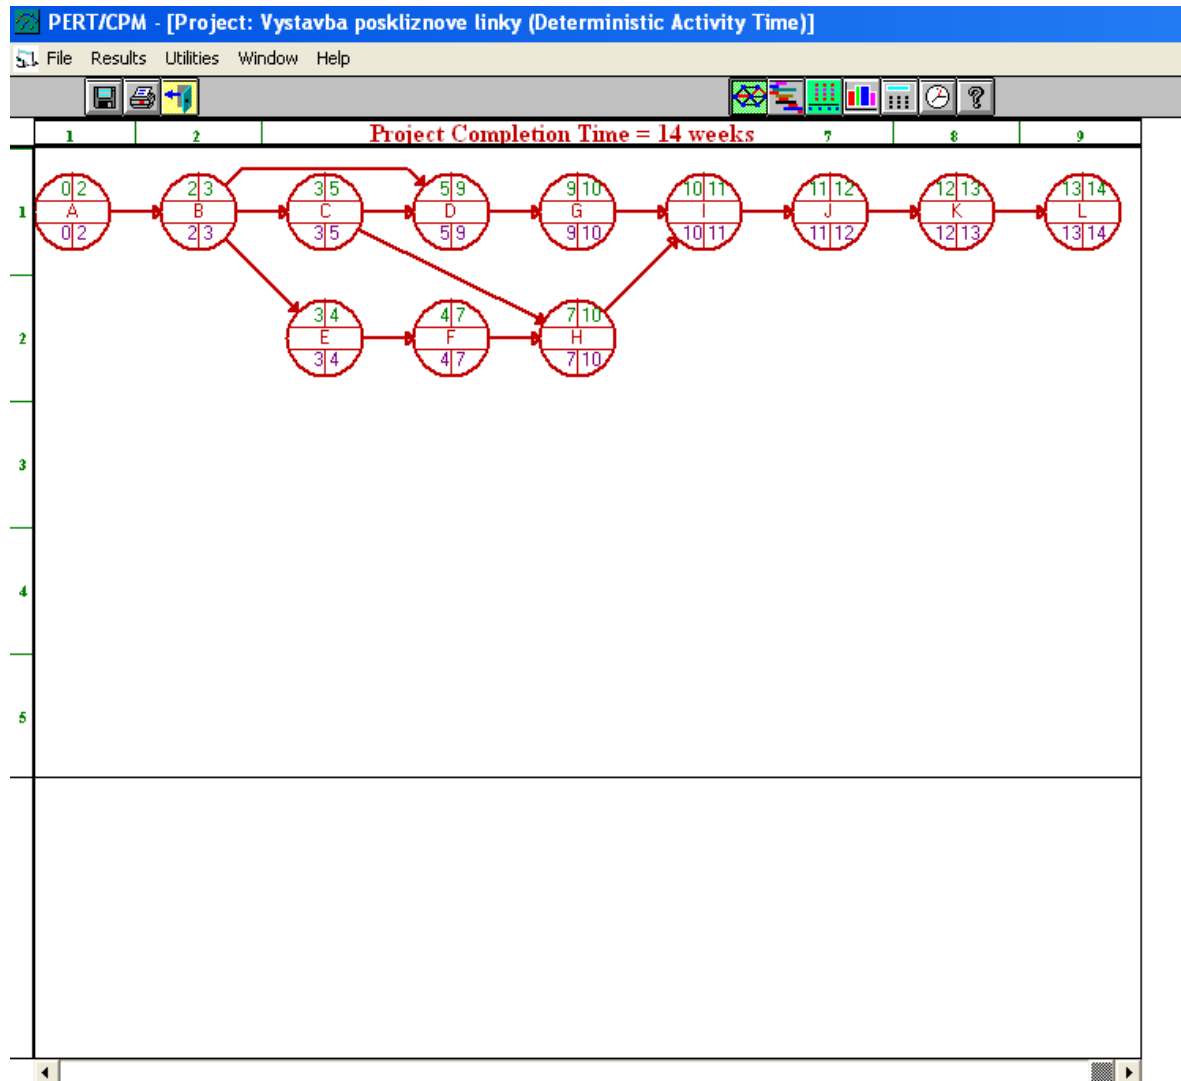 PERT/CPM - [Project: Vystavba poskliznove linky (Deterministic Activity Time)]
File Results Utilities Window Help
1 2 Project Completion Time = 14 weeks 7 8 9
0 2 2 3 3 5 5 9 9 10 10 11 11 12 12 13 13 14
1 A B C D G I J K L
0 2 2 3 3 5 5 9 9 10 10 11 11 12 12 13 13 14
3 4 4 7 7 10
2 E F H
3 4 4 7 7 10
3
4
5